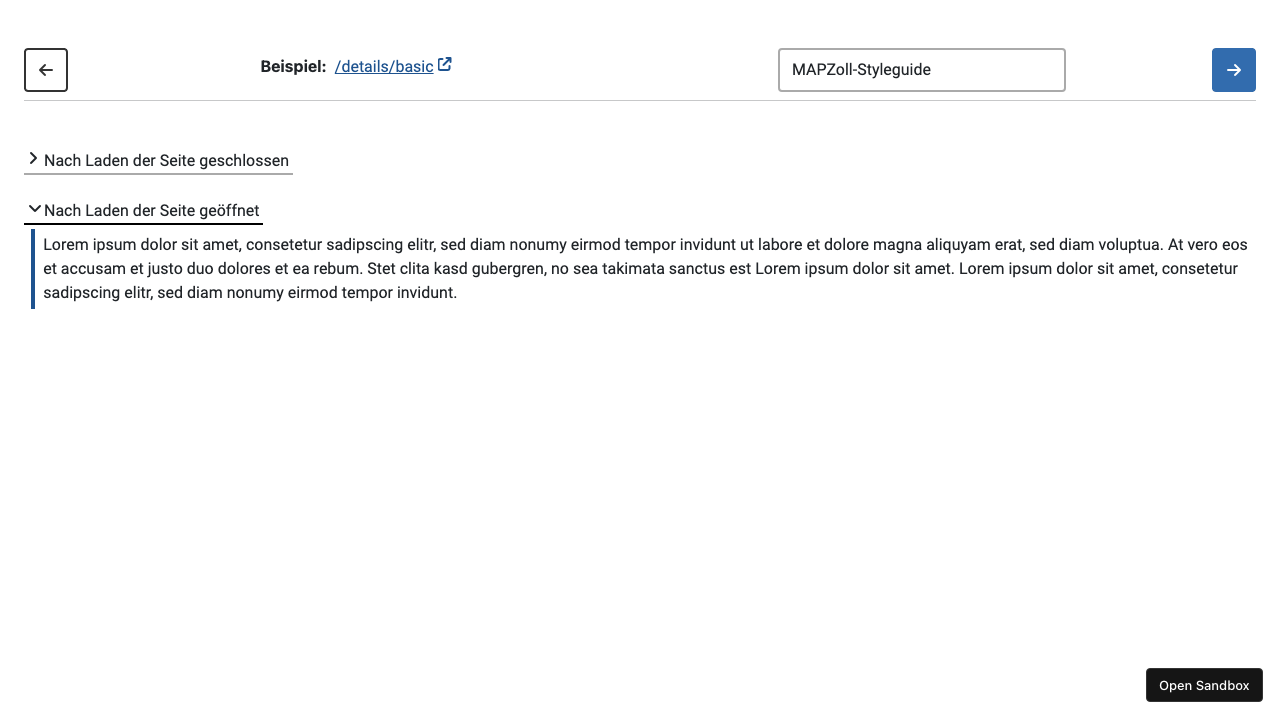 Beispiel: /details/basic
MAPZoll-Styleguide
Nach Laden der Seite geschlossen
Nach Laden der Seite geöffnet
Lorem ipsum dolor sit amet, consetetur sadipscing elitr, sed diam nonumy eirmod tempor invidunt ut labore et dolore magna aliquyam erat, sed diam voluptua. At vero eos
et accusam et justo duo dolores et ea rebum. Stet clita kasd gubergren, no sea takimata sanctus est Lorem ipsum dolor sit amet. Lorem ipsum dolor sit amet, consetetur
sadipscing elitr, sed diam nonumy eirmod tempor invidunt.
Open Sandbox